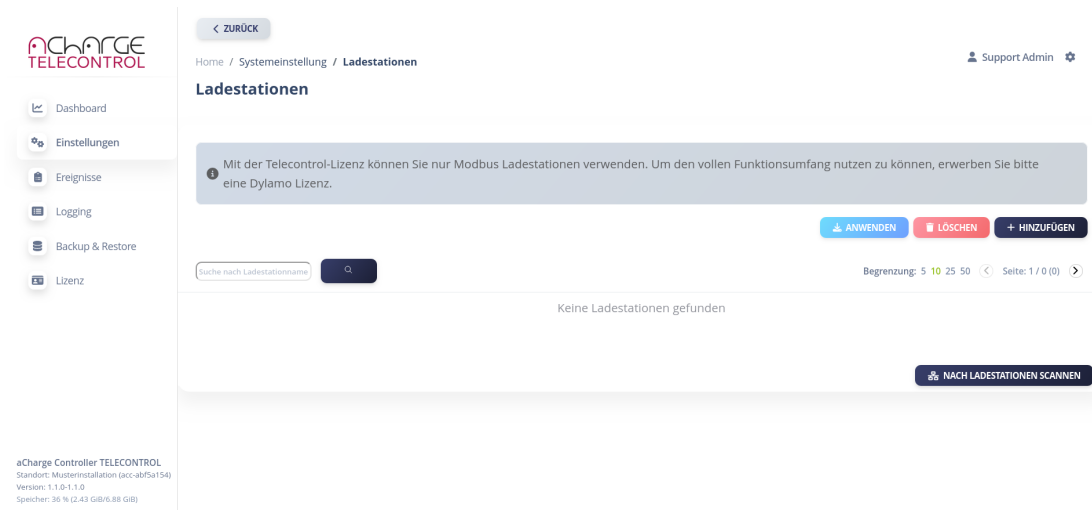 ZURÜCK
aCHARGE
TELECONTROL
Home / Systemeinstellung / Ladestationen
Support Admin
Ladestationen
Dashboard
Einstellungen
Ereignisse
Logging
Backup & Restore
Lizenz
Mit der Telecontrol-Lizenz können Sie nur Modbus Ladestationen verwenden. Um den vollen Funktionsumfang nutzen zu können, erwerben Sie bitte
eine Dylamo Lizenz.
ANWENDEN LÖSCHEN + HINZUFÜGEN
Suche nach Ladestationname
Begrenzung: 5 10 25 50 Seite: 1 / 0 (0)
Keine Ladestationen gefunden
NACH LADESTATIONEN SCANNEN
aCharge Controller TELECONTROL
Standort: Musterinstallation (acc-abf5a154)
Version: 1.1.0-1.1.0
Speicher: 36 % (2.43 GiB/6.88 GiB)